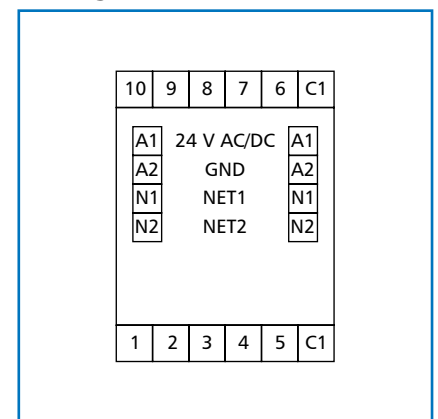 10 9 8 7 6 C1
A1 24 V AC/DC A1
A2 GND A2
N1 NET1 N1
N2 NET2 N2
1 2 3 4 5 C1